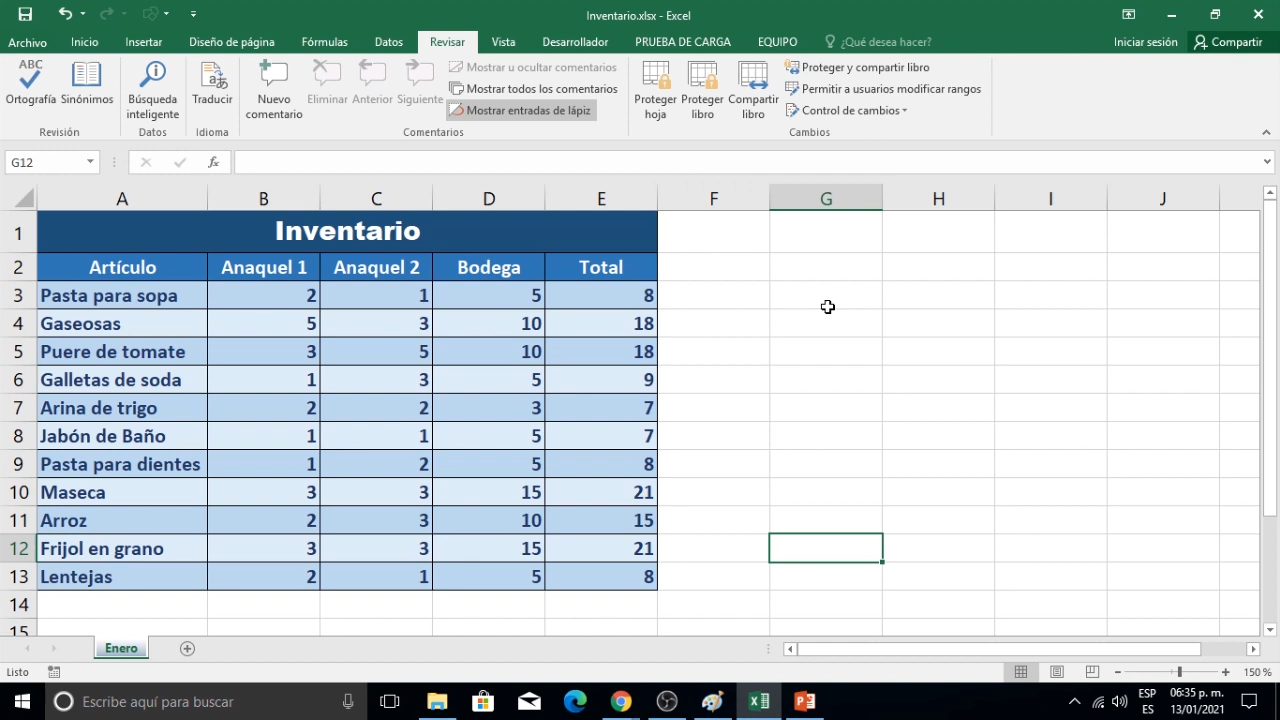 Inventario.xlsx - Excel
Archivo Inicio Insertar Diseño de página Fórmulas Datos Revisar Vista Desarrollador PRUEBA DE CARGA EQUIPO ¿Qué desea hacer? Iniciar sesión Compartir
ABC
Ortografía
Sinónimos
Revisión
Búsqueda
inteligente
Datos
Traducir
Idioma
Nuevo
comentario
Eliminar
Anterior
Siguiente
Mostrar u ocultar comentarios
Mostrar todos los comentarios
Mostrar entradas de lápiz
Comentarios
Proteger
hoja
Proteger
libro
Compartir
libro
Proteger y compartir libro
Permitir a usuarios modificar rangos
Control de cambios
Cambios
G12 fx
A B C D E F G H I J
1 Inventario
2 Artículo Anaquel 1 Anaquel 2 Bodega Total
3 Pasta para sopa 2 1 5 8
4 Gaseosas 5 3 10 18
5 Puere de tomate 3 5 10 18
6 Galletas de soda 1 3 5 9
7 Arina de trigo 2 2 3 7
8 Jabón de Baño 1 1 5 7
9 Pasta para dientes 1 2 5 8
10 Maseca 3 3 15 21
11 Arroz 2 3 10 15
12 Frijol en grano 3 3 15 21
13 Lentejas 2 1 5 8
14
15
Enero
Listo 150 %
Escribe aquí para buscar
ESP
ES
06:35 p. m.
13/01/2021